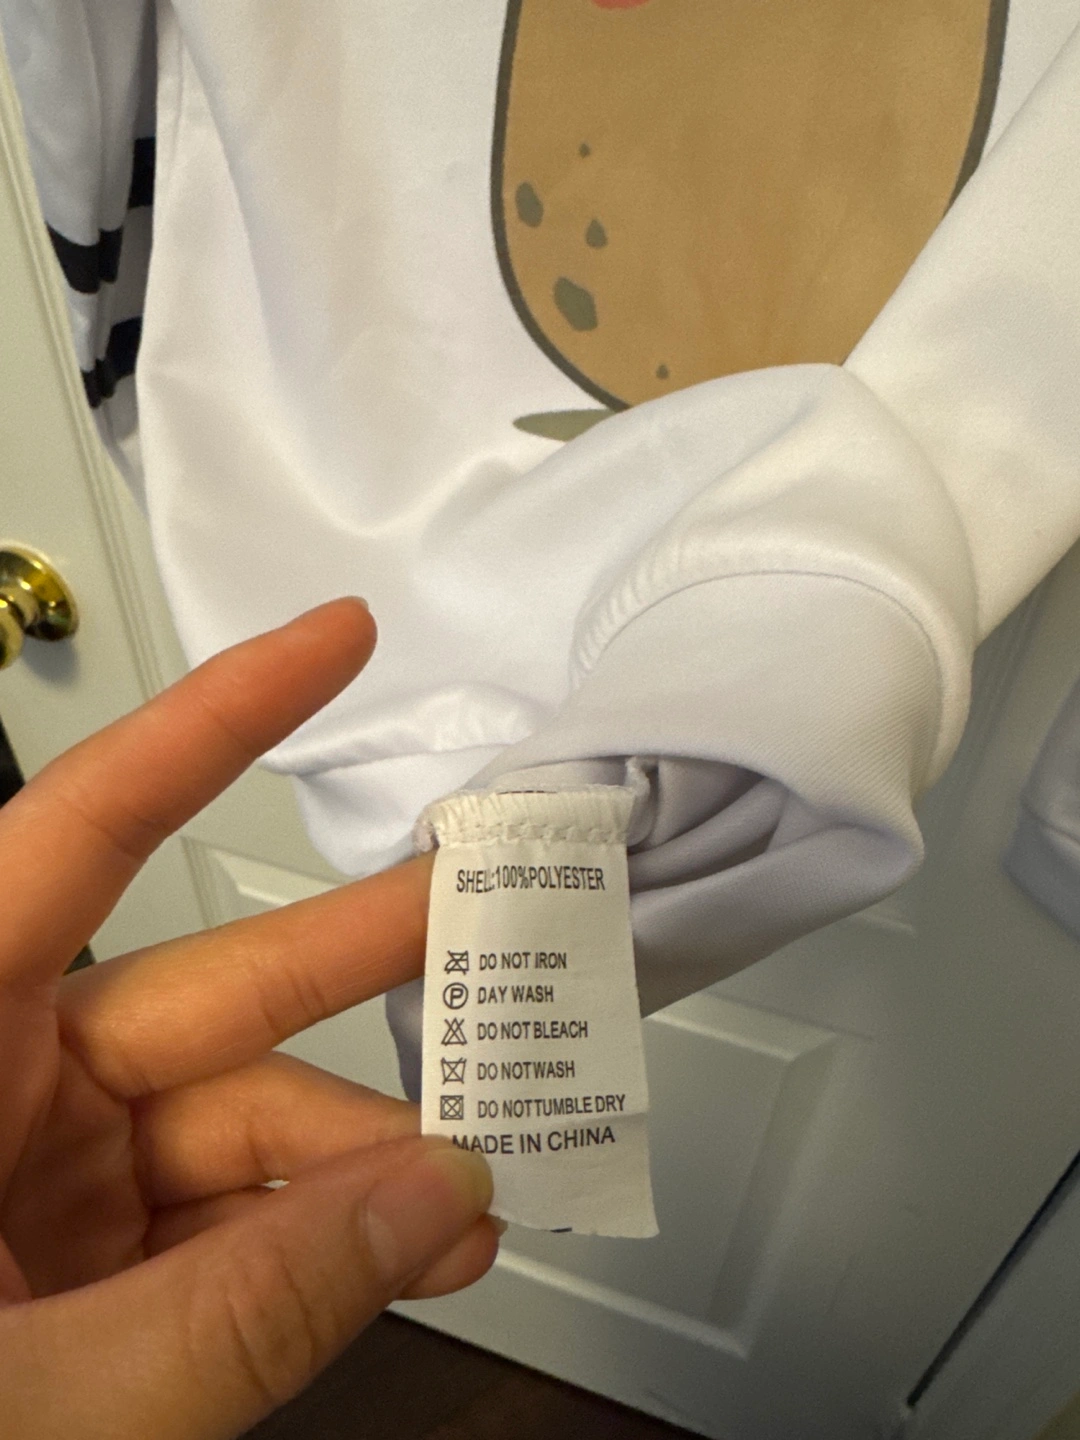 SHELL:100%POLYESTER
DO NOT IRON
P DAY WASH
DO NOT BLEACH
DO NOTWASH
DO NOTTUMBLE DRY
MADE IN CHINA